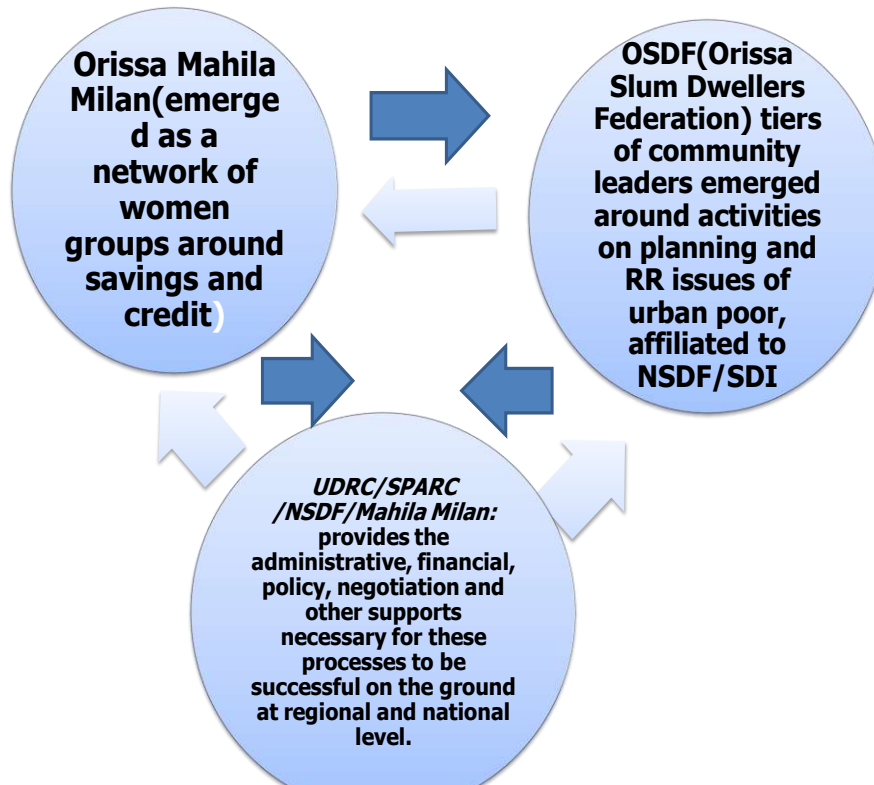 Orissa Mahila
Milan(emerge
d as a
network of
women
groups around
savings and
credit)
OSDF(Orissa
Slum Dwellers
Federation) tiers
of community
leaders emerged
around activities
on planning and
RR issues of
urban poor,
affiliated to
NSDF/SDI
UDRC/SPARC
/NSDF/Mahila Milan:
provides the
administrative, financial,
policy, negotiation and
other supports
necessary for these
processes to be
successful on the ground
at regional and national
level.